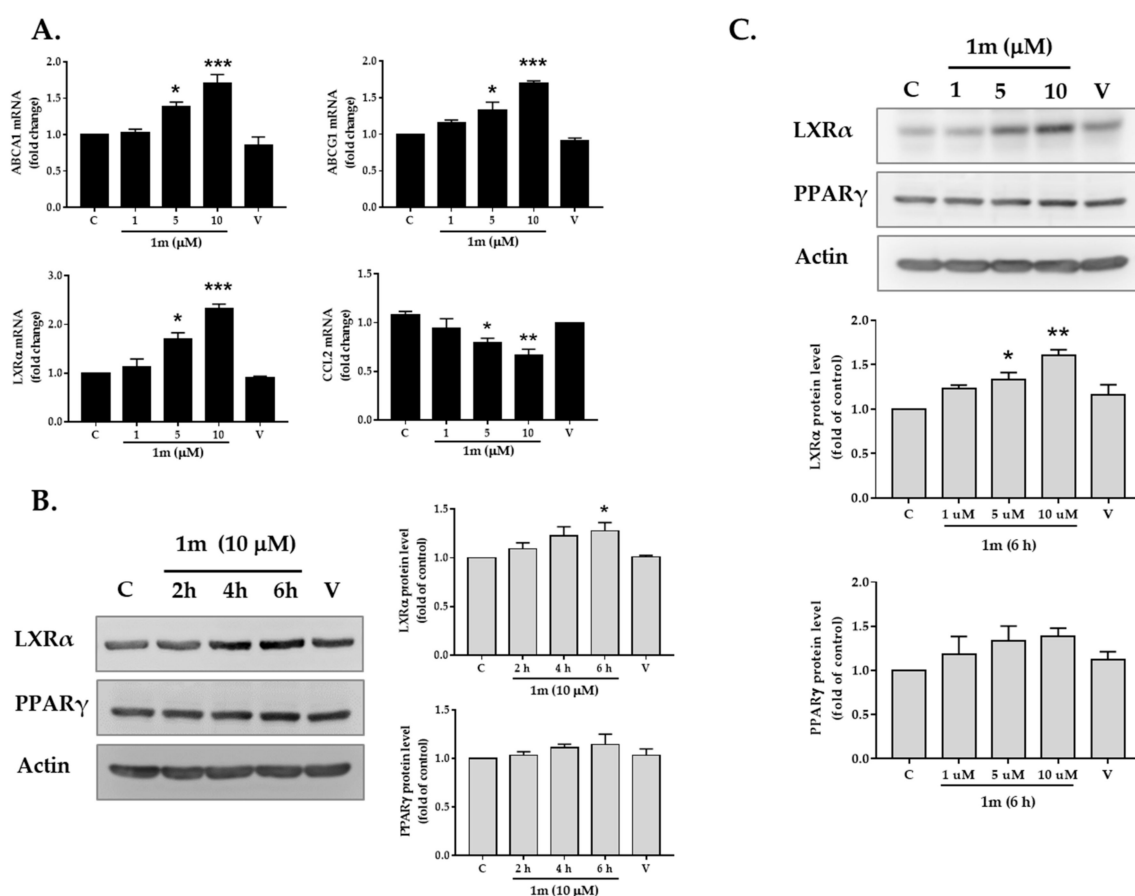 A.
ABCA1 mRNA
(fold change)
2.0
1.5
1.0
0.5
0.0
*
***
C
1
5
10
V
1m (μM)
ABCG1 mRNA
(fold change)
2.0
1.5
1.0
0.5
0.0
*
***
C
1
5
10
V
1m (μM)
LXRα mRNA
(fold change)
3.0
2.0
1.0
0.0
*
***
C
1
5
10
V
1m (μM)
CCL2 mRNA
(fold change)
1.5
1.0
0.5
0.0
*
**
C
1
5
10
V
1m (μM)
B.
1m (10 μM)
C 2h 4h 6h V
LXRα
PPARγ
Actin
LXRα protein level
(fold of control)
1.5
1.0
0.5
0.0
*
C
2 h
4 h
6 h
V
1m (10 μM)
PPARγ protein level
(fold of control)
1.5
1.0
0.5
0.0
C
2 h
4 h
6 h
V
1m (10 μM)
C.
1m (μM)
C 1 5 10 V
LXRα
PPARγ
Actin
LXRα protein level
(fold of control)
2.0
1.5
1.0
0.5
0.0
*
**
C
1 uM
5 uM
10 uM
V
1m (6 h)
PPARγ protein level
(fold of control)
2.0
1.5
1.0
0.5
0.0
C
1 uM
5 uM
10 uM
V
1m (6 h)